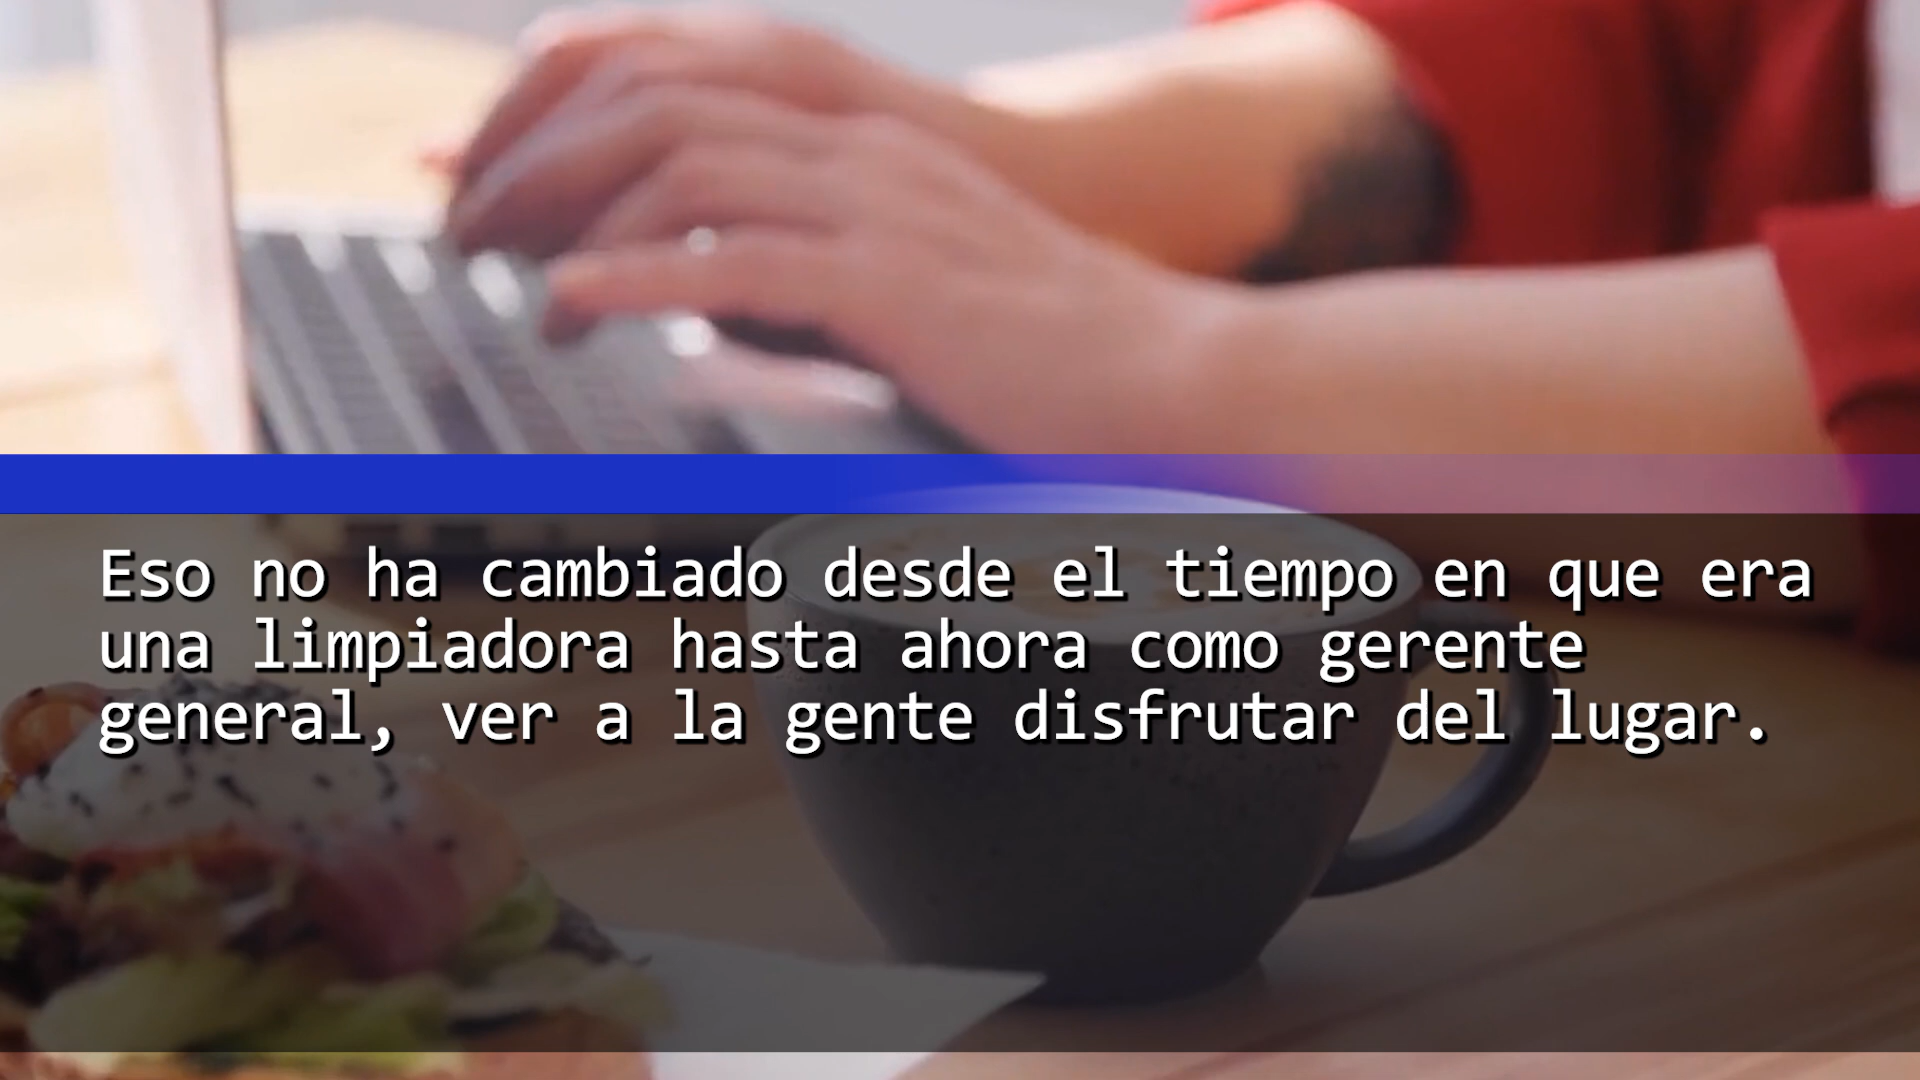 Eso no ha cambiado desde el tiempo en que era
una limpiadora hasta ahora como gerente
general, ver a la gente disfrutar del lugar.